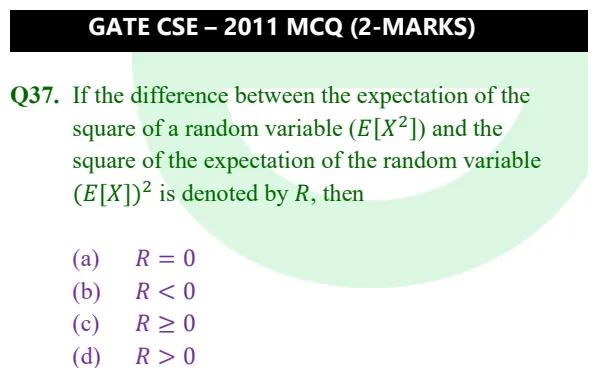 GATE CSE – 2011 MCQ (2-MARKS)
Q37. If the difference between the expectation of the
square of a random variable (E[X²]) and the
square of the expectation of the random variable
(E[X])² is denoted by R, then
(a) R = 0
(b) R < 0
(c) R ≥ 0
(d) R > 0